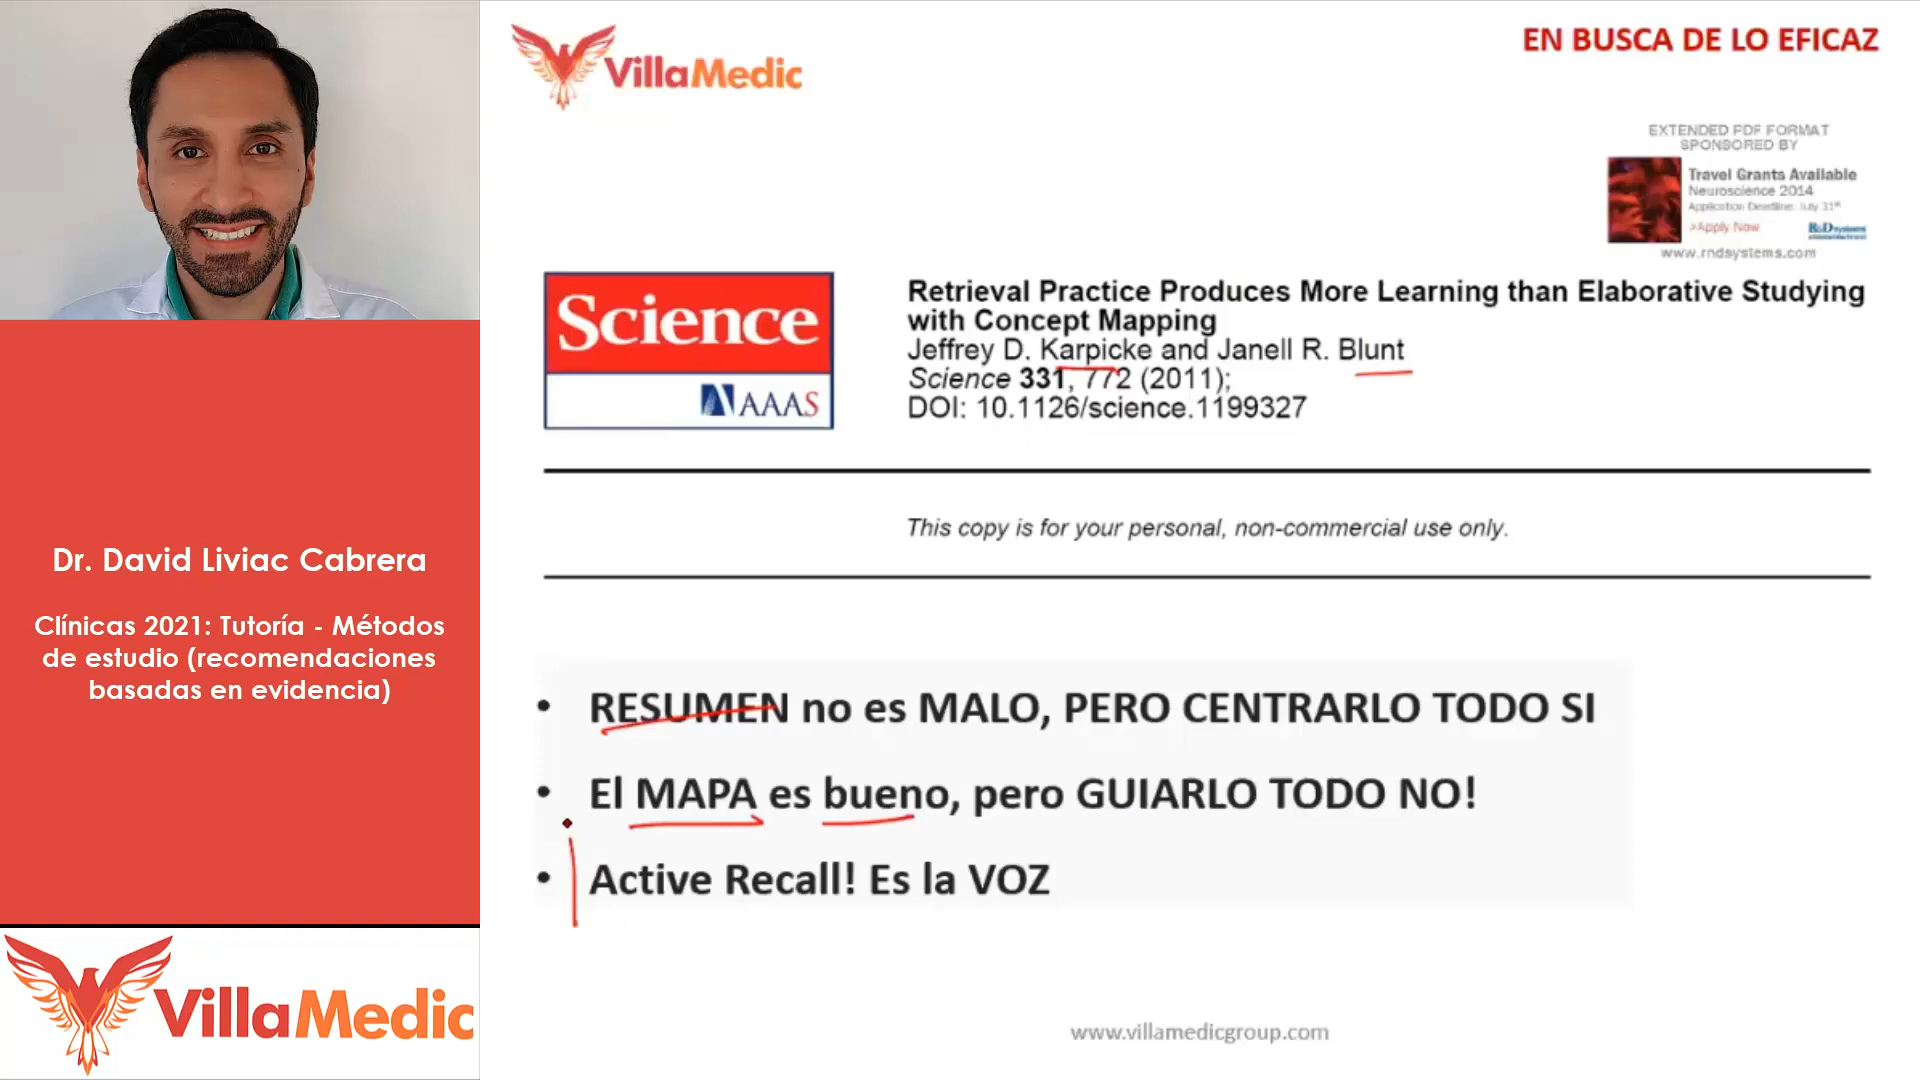 VillaMedic
EN BUSCA DE LO EFICAZ
EXTENDED PDF FORMAT
SPONSORED BY
Travel Grants Available
Neuroscience 2014
Application Deadline: July 31st
>Apply Now
R&D systems
www.rndsystems.com
Science
AAAS
Retrieval Practice Produces More Learning than Elaborative Studying
with Concept Mapping
Jeffrey D. Karpicke and Janell R. Blunt
Science 331, 772 (2011);
DOI: 10.1126/science.1199327
This copy is for your personal, non-commercial use only.
Dr. David Liviac Cabrera
Clínicas 2021: Tutoría - Métodos
de estudio (recomendaciones
basadas en evidencia)
• RESUMEN no es MALO, PERO CENTRARLO TODO SI
• El MAPA es bueno, pero GUIARLO TODO NO!
• Active Recall! Es la VOZ
VillaMedic
www.villamedicgroup.com